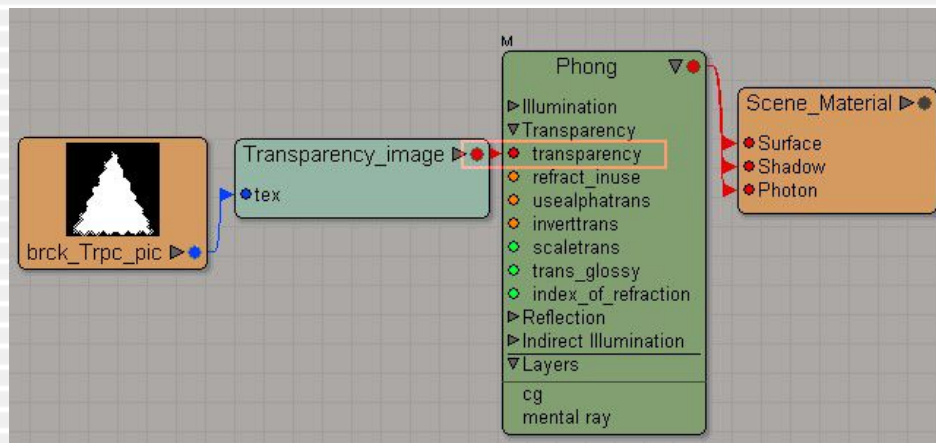 brck_Trpc_pic
Transparency_image
tex
M
Phong
Illumination
Transparency
transparency
refract_inuse
usealphatrans
inverttrans
scaletrans
trans_glossy
index_of_refraction
Reflection
Indirect Illumination
Layers
cg
mental ray
Scene_Material
Surface
Shadow
Photon